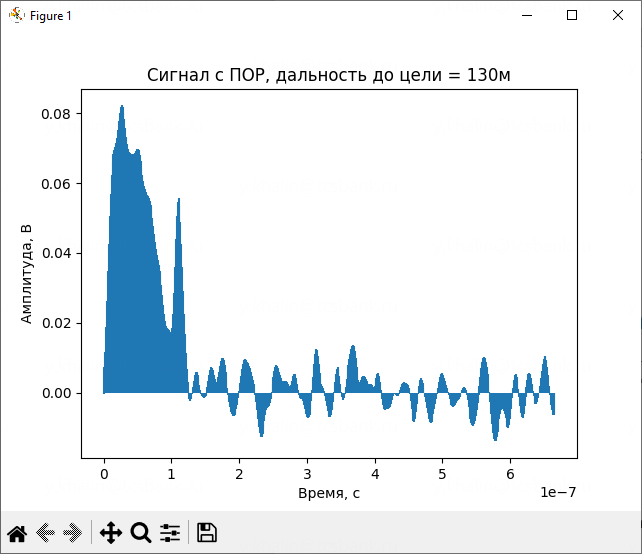 Figure 1
Сигнал с ПОР, дальность до цели = 130м
0.08
0.06
0.04
0.02
0.00
Амплитуда, В
0 1 2 3 4 5 6
1e-7
Время, с